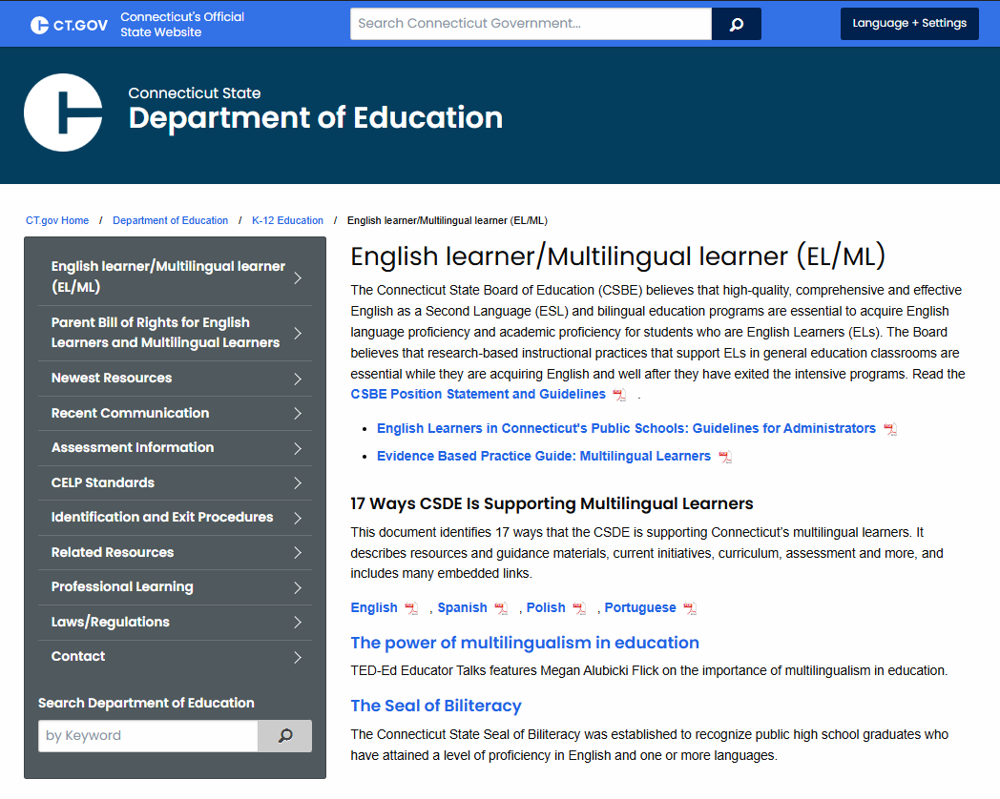 CT.GOV
Connecticut's Official
State Website
Search Connecticut Government...
Language + Settings
Connecticut State
Department of Education
CT.gov Home / Department of Education / K-12 Education / English learner/Multilingual learner (EL/ML)
English learner/Multilingual learner
(EL/ML)
Parent Bill of Rights for English
Learners and Multilingual Learners
Newest Resources
Recent Communication
Assessment Information
CELP Standards
Identification and Exit Procedures
Related Resources
Professional Learning
Laws/Regulations
Contact
Search Department of Education
by Keyword
English learner/Multilingual learner (EL/ML)
The Connecticut State Board of Education (CSBE) believes that high-quality, comprehensive and effective
English as a Second Language (ESL) and bilingual education programs are essential to acquire English
language proficiency and academic proficiency for students who are English Learners (ELs). The Board
believes that research-based instructional practices that support ELs in general education classrooms are
essential while they are acquiring English and well after they have exited the intensive programs. Read the
CSBE Position Statement and Guidelines .
• English Learners in Connecticut's Public Schools: Guidelines for Administrators
• Evidence Based Practice Guide: Multilingual Learners
17 Ways CSDE Is Supporting Multilingual Learners
This document identifies 17 ways that the CSDE is supporting Connecticut's multilingual learners. It
describes resources and guidance materials, current initiatives, curriculum, assessment and more, and
includes many embedded links.
English , Spanish , Polish , Portuguese
The power of multilingualism in education
TED-Ed Educator Talks features Megan Alubicki Flick on the importance of multilingualism in education.
The Seal of Biliteracy
The Connecticut State Seal of Biliteracy was established to recognize public high school graduates who
have attained a level of proficiency in English and one or more languages.